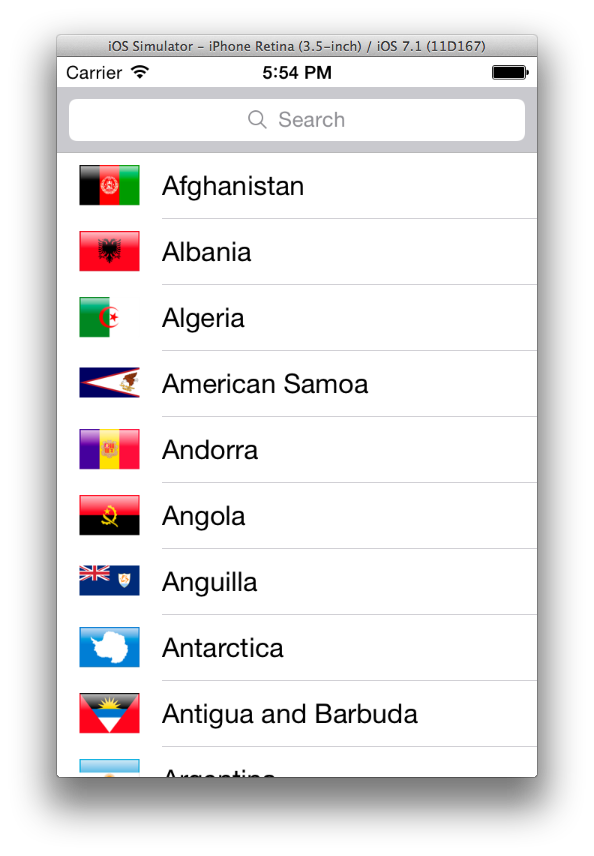 iOS Simulator - iPhone Retina (3.5-inch) / iOS 7.1 (11D167)
Carrier 5:54 PM
Search
Afghanistan
Albania
Algeria
American Samoa
Andorra
Angola
Anguilla
Antarctica
Antigua and Barbuda
Argentina